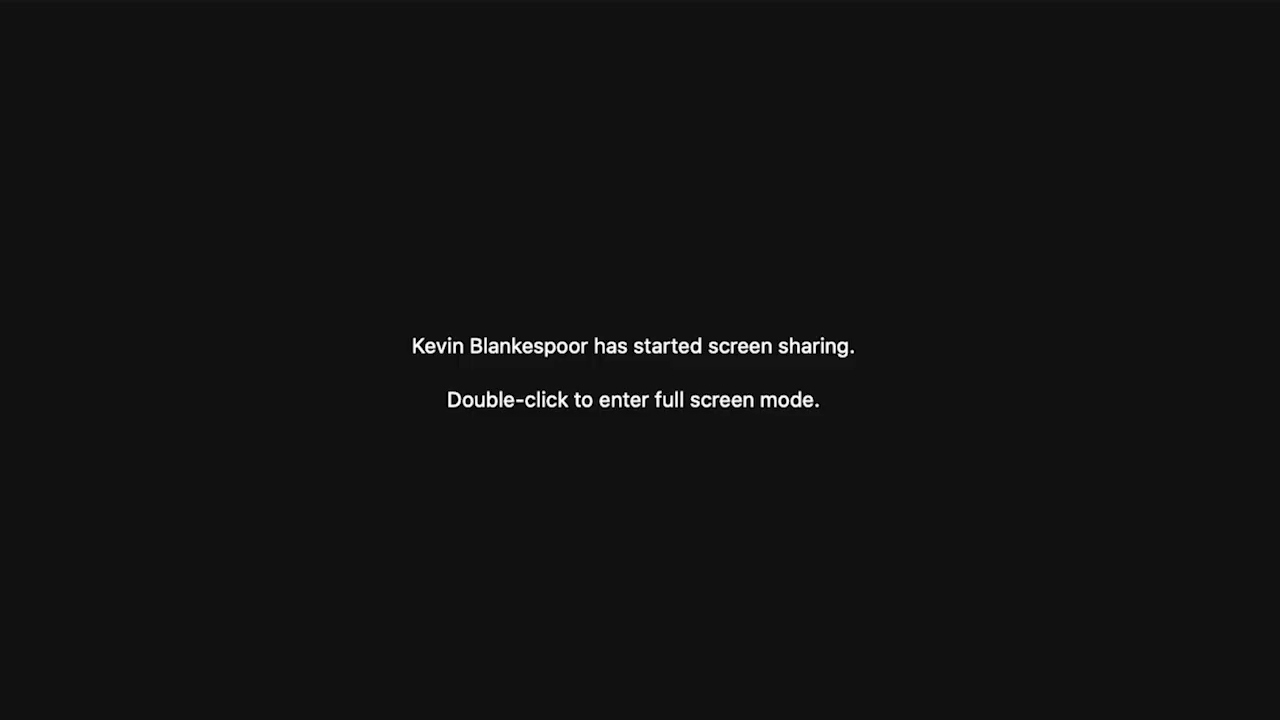 Kevin Blankespoor has started screen sharing.
Double-click to enter full screen mode.